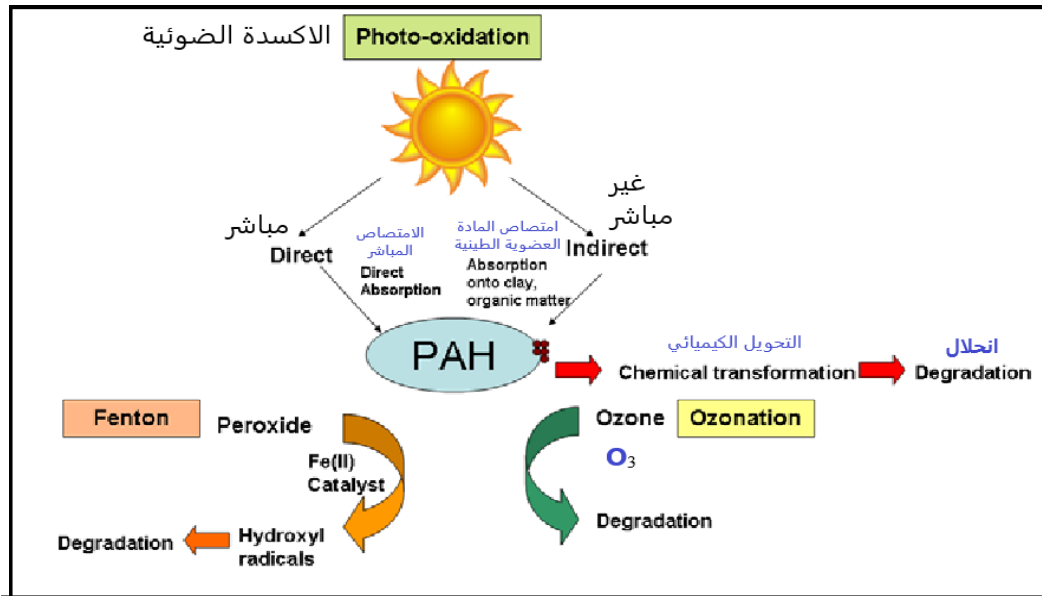 الاكسدة الضوئية
Photo-oxidation
مباشر
Direct
الامتصاص
المباشر
Direct
Absorption
امتصاص المادة
العضوية الطينية
Absorption
onto clay,
organic matter
غير
مباشر
Indirect
PAH
التحويل الكيميائي
Chemical transformation
انحلال
Degradation
Fenton
Peroxide
Fe(II)
Catalyst
Hydroxyl
radicals
Degradation
Ozone
Ozonation
O₃
Degradation